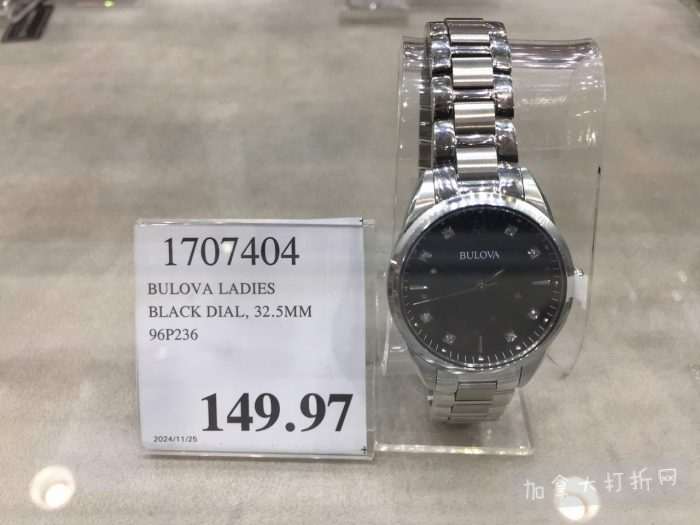 1707404
BULOVA LADIES
BLACK DIAL, 32.5MM
96P236
149.97
2024/11/25
BULOVA
加拿大打折网